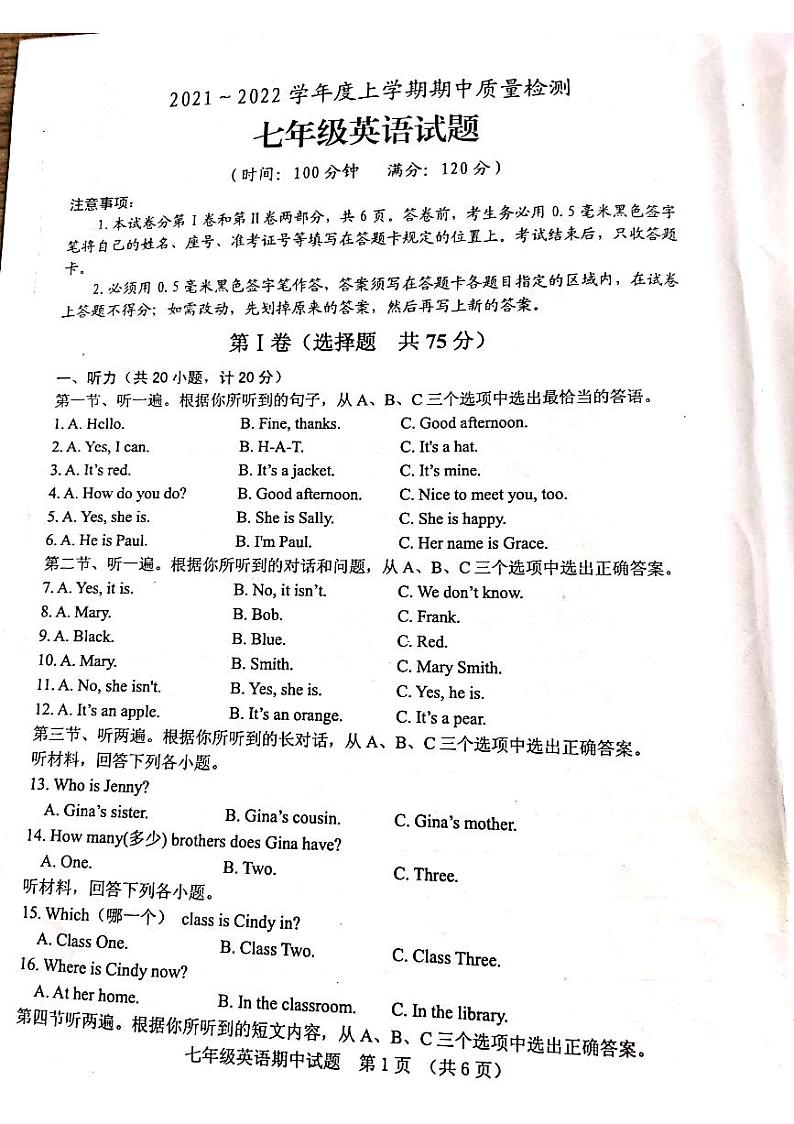 2021～2022 学年度上学期期中质量检测
七年级英语试题
（时间：100 分钟 满分：120 分）
注意事项：
1. 本试卷分第 I 卷和第 II 卷两部分，共 6 页。答卷前，考生务必用 0.5 毫米黑色签字
笔将自己的姓名、座号、准考证号等填写在答题卡规定的位置上。考试结束后，只收答题
卡。
2. 必须用 0.5 毫米黑色签字笔作答，答案须写在答题卡各题目指定的区域内，在试卷
上答题不得分；如需改动，先划掉原来的答案，然后再写上新的答案。
第 I 卷（选择题 共 75 分）
一、听力（共 20 小题，计 20 分）
第一节、听一遍。根据你所听到的句子，从 A、B、C 三个选项中选出最恰当的答语。
1. A. Hello. B. Fine, thanks. C. Good afternoon.
2. A. Yes, I can. B. H-A-T. C. It's a hat.
3. A. It's red. B. It's a jacket. C. It's mine.
4. A. How do you do? B. Good afternoon. C. Nice to meet you, too.
5. A. Yes, she is. B. She is Sally. C. She is happy.
6. A. He is Paul. B. I'm Paul. C. Her name is Grace.
第二节、听一遍。根据你所听到的对话和问题，从 A、B、C 三个选项中选出正确答案。
7. A. Yes, it is. B. No, it isn't. C. We don't know.
8. A. Mary. B. Bob. C. Frank.
9. A. Black. B. Blue. C. Red.
10. A. Mary. B. Smith. C. Mary Smith.
11. A. No, she isn't. B. Yes, she is. C. Yes, he is.
12. A. It's an apple. B. It's an orange. C. It's a pear.
第三节、听两遍。根据你所听到的长对话，从 A、B、C 三个选项中选出正确答案。
听材料，回答下列各小题。
13. Who is Jenny?
A. Gina's sister. B. Gina's cousin. C. Gina's mother.
14. How many(多少) brothers does Gina have?
A. One. B. Two. C. Three.
听材料，回答下列各小题。
15. Which（哪一个） class is Cindy in?
A. Class One. B. Class Two. C. Class Three.
16. Where is Cindy now?
A. At her home. B. In the classroom. C. In the library.
第四节听两遍。根据你所听到的短文内容，从 A、B、C 三个选项中选出正确答案。
七年级英语期中试题 第 1 页 （共 6 页）